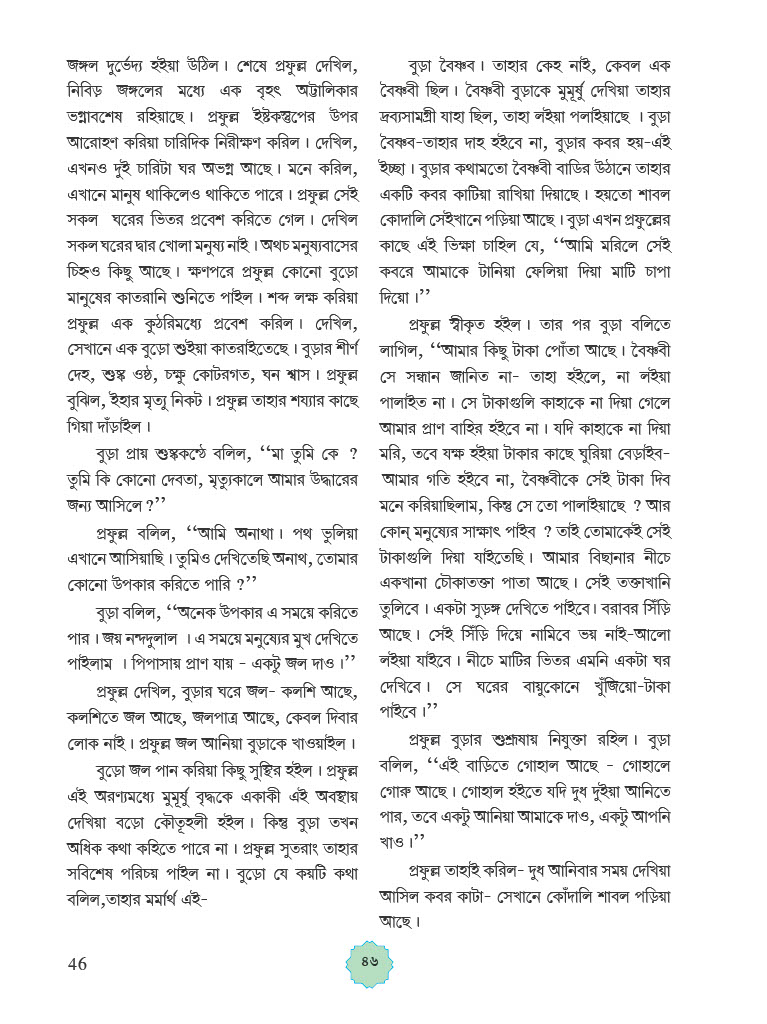 জঙ্গল দুর্ভেদ্য হইয়া উঠিল। শেষে প্রফুল্ল দেখিল,
নিবিড় জঙ্গলের মধ্যে এক বৃহৎ অট্টালিকার
ভগ্নাবশেষ রহিয়াছে। প্রফুল্ল ইষ্টকস্তুপের উপর
আরোহণ করিয়া চারিদিক নিরীক্ষণ করিল। দেখিল,
এখনও দুই চারিটা ঘর অভগ্ন আছে। মনে করিল,
এখানে মানুষ থাকিলেও থাকিতে পারে। প্রফুল্ল সেই
সকল ঘরের ভিতর প্রবেশ করিতে গেল। দেখিল
সকল ঘরের দ্বার খোলা মনুষ্য নাই। অথচ মনুষ্যবাসের
চিহ্নও কিছু আছে। ক্ষণপরে প্রফুল্ল কোনো বুড়ো
মানুষের কাতরানি শুনিতে পাইল। শব্দ লক্ষ করিয়া
প্রফুল্ল এক কুঠরিমধ্যে প্রবেশ করিল। দেখিল,
সেখানে এক বুড়ো শুইয়া কাতরাইতেছে। বুড়ার শীর্ণ
দেহ, শুষ্ক ওষ্ঠ, চক্ষু কোটরগত, ঘন শ্বাস। প্রফুল্ল
বুঝিল, ইহার মৃত্যু নিকট। প্রফুল্ল তাহার শয্যার কাছে
গিয়া দাঁড়াইল।
বুড়া প্রায় শুষ্ককণ্ঠে বলিল, ‘‘মা তুমি কে ?
তুমি কি কোনো দেবতা, মৃত্যুকালে আমার উদ্ধারের
জন্য আসিলে ?’’
প্রফুল্ল বলিল, ‘‘আমি অনাথা। পথ ভুলিয়া
এখানে আসিয়াছি। তুমিও দেখিতেছি অনাথ, তোমার
কোনো উপকার করিতে পারি ?’’
বুড়া বলিল, ‘‘অনেক উপকার এ সময়ে করিতে
পার। জয় নন্দদুলাল । এ সময়ে মনুষ্যের মুখ দেখিতে
পাইলাম । পিপাসায় প্রাণ যায় - একটু জল দাও।’’
প্রফুল্ল দেখিল, বুড়ার ঘরে জল- কলশি আছে,
কলশিতে জল আছে, জলপাত্র আছে, কেবল দিবার
লোক নাই। প্রফুল্ল জল আনিয়া বুড়াকে খাওয়াইল।
বুড়ো জল পান করিয়া কিছু সুস্থির হইল। প্রফুল্ল
এই অরণ্যমধ্যে মুমূর্ষু বৃদ্ধকে একাকী এই অবস্থায়
দেখিয়া বড়ো কৌতূহলী হইল। কিন্তু বুড়া তখন
অধিক কথা কহিতে পারে না। প্রফুল্ল সুতরাং তাহার
সবিশেষ পরিচয় পাইল না। বুড়ো যে কয়টি কথা
বলিল,তাহার মর্মার্থ এই-
বুড়া বৈষ্ণব। তাহার কেহ নাই, কেবল এক
বৈষ্ণবী ছিল। বৈষ্ণবী বুড়াকে মুমূর্ষু দেখিয়া তাহার
দ্রব্যসামগ্রী যাহা ছিল, তাহা লইয়া পলাইয়াছে । বুড়া
বৈষ্ণব-তাহার দাহ হইবে না, বুড়ার কবর হয়-এই
ইচ্ছা। বুড়ার কথামতো বৈষ্ণবী বাড়ির উঠানে তাহার
একটি কবর কাটিয়া রাখিয়া দিয়াছে। হয়তো শাবল
কোদালি সেইখানে পড়িয়া আছে। বুড়া এখন প্রফুল্লের
কাছে এই ভিক্ষা চাহিল যে, ‘‘আমি মরিলে সেই
কবরে আমাকে টানিয়া ফেলিয়া দিয়া মাটি চাপা
দিয়ো।’’
প্রফুল্ল স্বীকৃত হইল। তার পর বুড়া বলিতে
লাগিল, ‘‘আমার কিছু টাকা পোঁতা আছে। বৈষ্ণবী
সে সন্ধান জানিত না- তাহা হইলে, না লইয়া
পালাইত না। সে টাকাগুলি কাহাকে না দিয়া গেলে
আমার প্রাণ বাহির হইবে না। যদি কাহাকে না দিয়া
মরি, তবে যক্ষ হইয়া টাকার কাছে ঘুরিয়া বেড়াইব-
আমার গতি হইবে না, বৈষ্ণবীকে সেই টাকা দিব
মনে করিয়াছিলাম, কিন্তু সে তো পালাইয়াছে ? আর
কোন্ মনুষ্যের সাক্ষাৎ পাইব ? তাই তোমাকেই সেই
টাকাগুলি দিয়া যাইতেছি। আমার বিছানার নীচে
একখানা চৌকাতক্তা পাতা আছে। সেই তক্তাখানি
তুলিবে। একটা সুড়ঙ্গ দেখিতে পাইবে। বরাবর সিঁড়ি
আছে। সেই সিঁড়ি দিয়ে নামিবে ভয় নাই-আলো
লইয়া যাইবে। নীচে মাটির ভিতর এমনি একটা ঘর
দেখিবে। সে ঘরের বায়ুকোনে খুঁজিয়ো-টাকা
পাইবে।’’
প্রফুল্ল বুড়ার শুশ্রূষায় নিযুক্তা রহিল। বুড়া
বলিল, ‘‘এই বাড়িতে গোহাল আছে - গোহালে
গোরু আছে। গোহাল হইতে যদি দুধ দুইয়া আনিতে
পার, তবে একটু আনিয়া আমাকে দাও, একটু আপনি
খাও।’’
প্রফুল্ল তাহাই করিল- দুধ আনিবার সময় দেখিয়া
আসিল কবর কাটা- সেখানে কোঁদালি শাবল পড়িয়া
আছে।
46
৪৬